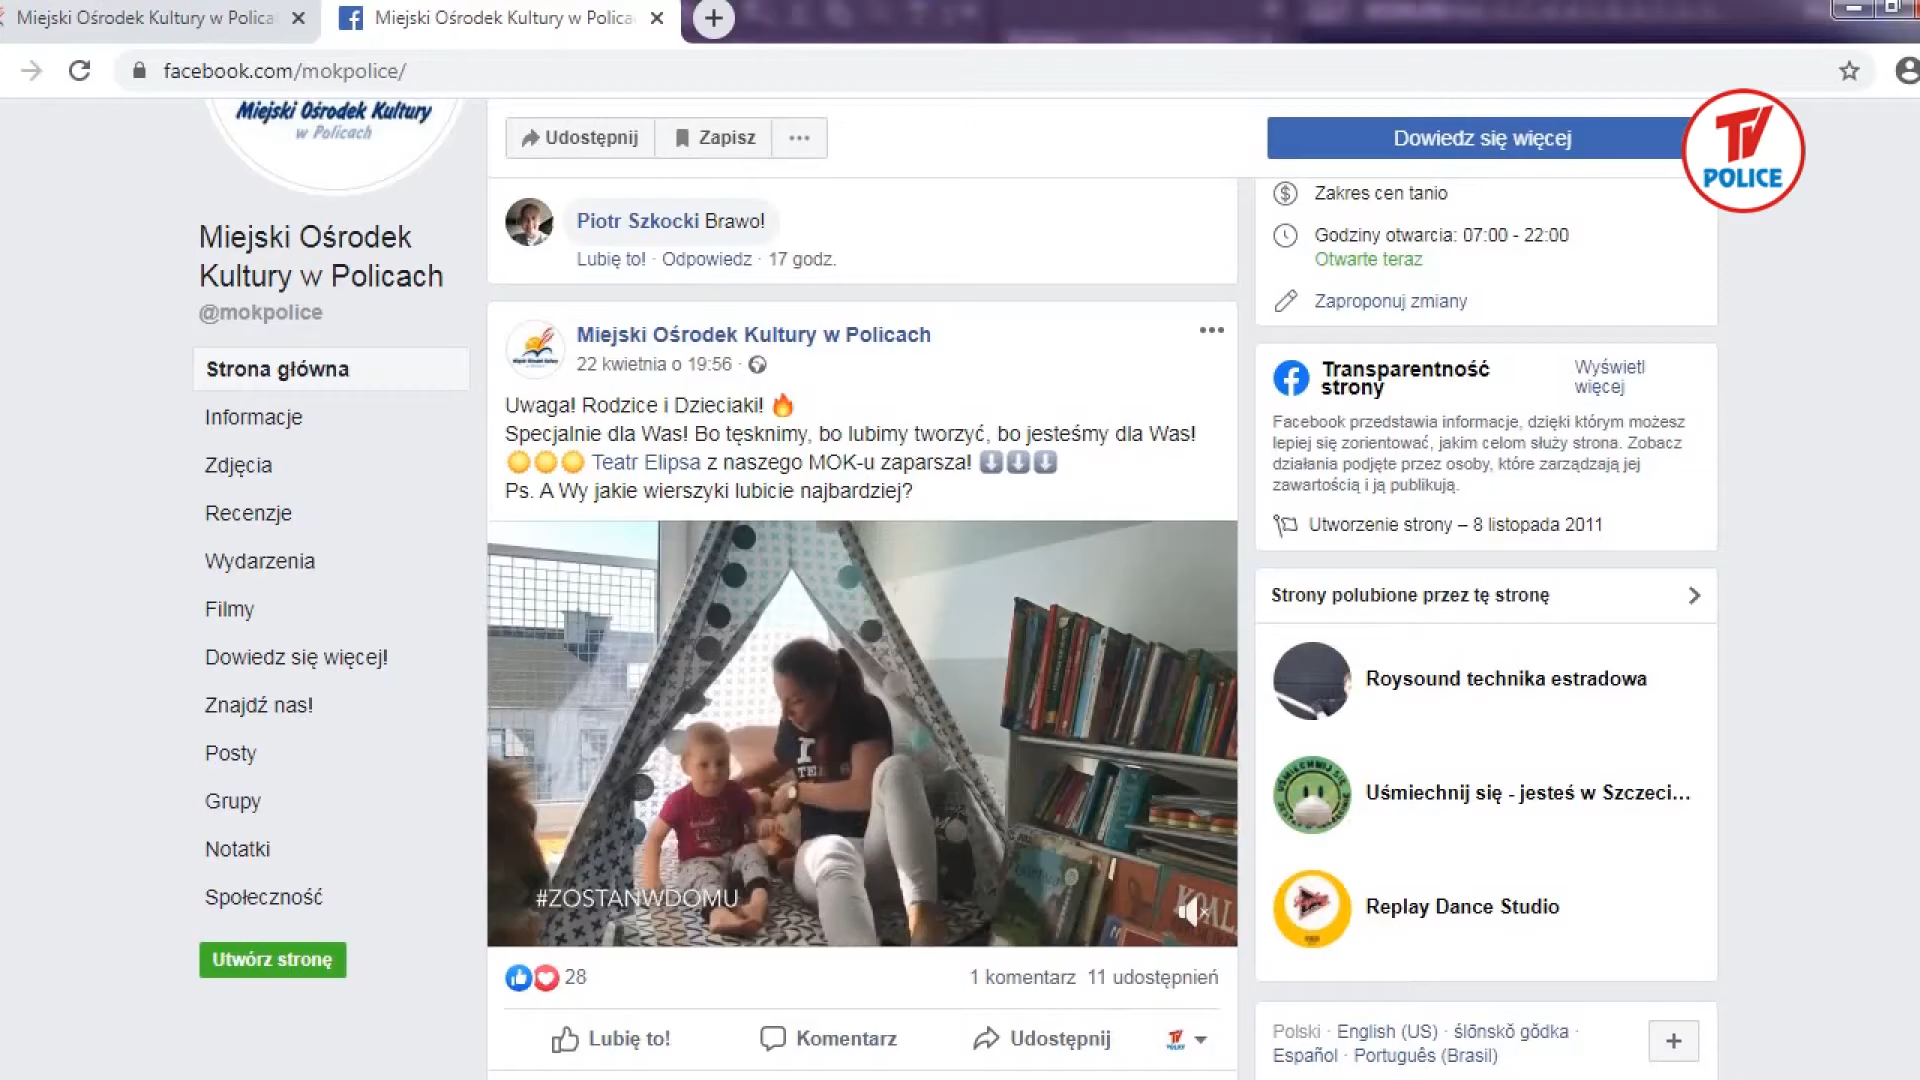 Miejski Ośrodek Kultury w Polica
Miejski Ośrodek Kultury w Polica
facebook.com/mokpolice/
TV
POLICE
Miejski Ośrodek Kultury
w Policach
Udostępnij
Zapisz
Dowiedz się więcej
Miejski Ośrodek
Kultury w Policach
@mokpolice
Strona główna
Informacje
Zdjęcia
Recenzje
Wydarzenia
Filmy
Dowiedz się więcej!
Znajdź nas!
Posty
Grupy
Notatki
Społeczność
Utwórz stronę
Piotr Szkocki Brawo!
Lubię to! · Odpowiedz · 17 godz.
Miejski Ośrodek Kultury w Policach
22 kwietnia o 19:56 ·
Uwaga! Rodzice i Dzieciaki! 🔥
Specjalnie dla Was! Bo tęsknimy, bo lubimy tworzyć, bo jesteśmy dla Was!
Teatr Elipsa z naszego MOK-u zaparsza! ⬇⬇⬇
Ps. A Wy jakie wierszyki lubicie najbardziej?
I
#ZOSTANWDOMU
28
1 komentarz 11 udostępnień
Lubię to!
Komentarz
Udostępnij
Zakres cen tanio
Godziny otwarcia: 07:00 - 22:00
Otwarte teraz
Zaproponuj zmiany
Transparentność
strony
Wyświetl
więcej
Facebook przedstawia informacje, dzięki którym możesz
lepiej się zorientować, jakim celom służy strona. Zobacz
działania podjęte przez osoby, które zarządzają jej
zawartością i ją publikują.
Utworzenie strony – 8 listopada 2011
Strony polubione przez tę stronę
Roysound technika estradowa
Uśmiechnij się - jesteś w Szczeci...
Replay Dance Studio
Polski · English (US) · ślōnskŏ gŏdka ·
Español · Português (Brasil)